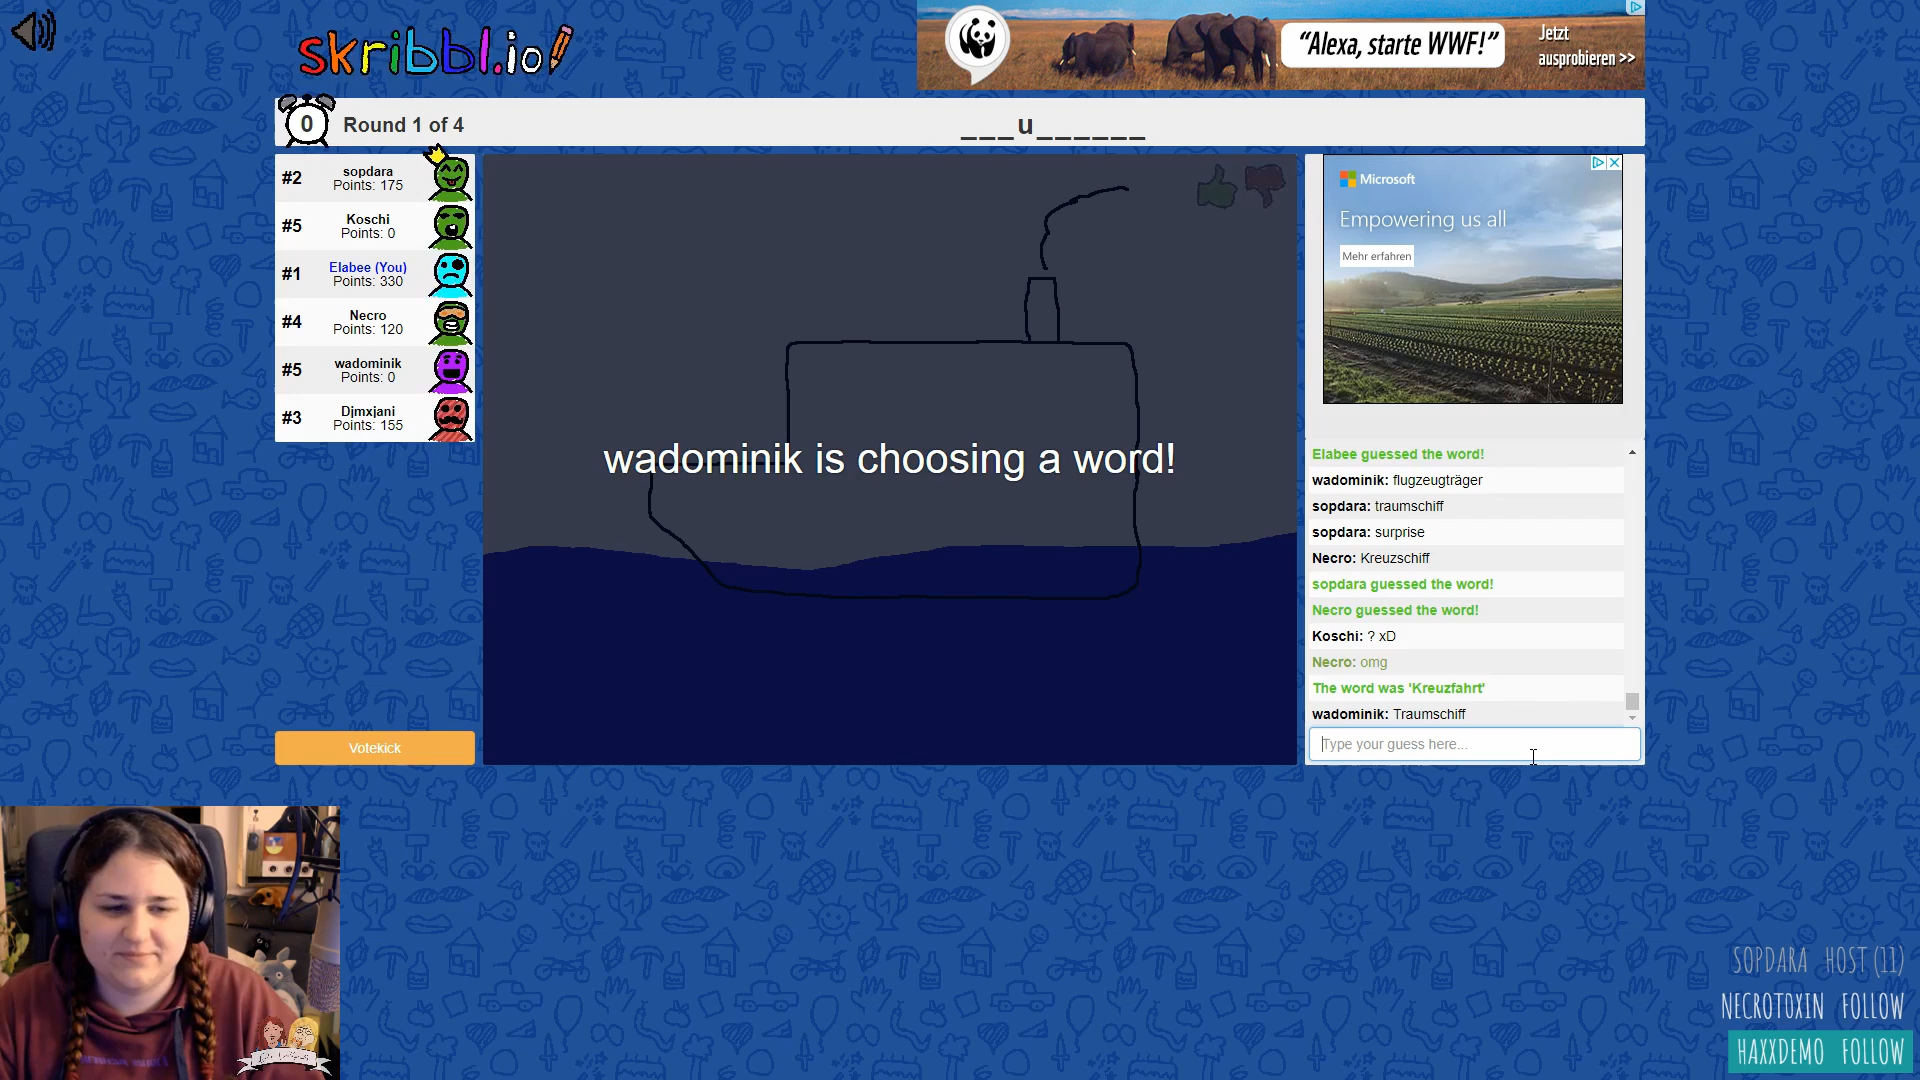 skribbl.io
"Alexa, starte WWF!"
Jetzt
ausprobieren >>
0
Round 1 of 4
___u______
#2
sopdara
Points: 175
#5
Koschi
Points: 0
#1
Elabee (You)
Points: 330
#4
Necro
Points: 120
#5
wadominik
Points: 0
#3
Djmxjani
Points: 155
Votekick
wadominik is choosing a word!
Microsoft
Empowering us all
Mehr erfahren
Elabee guessed the word!
wadominik: flugzeugträger
sopdara: traumschiff
sopdara: surprise
Necro: Kreuzschiff
sopdara guessed the word!
Necro guessed the word!
Koschi: ? xD
Necro: omg
The word was 'Kreuzfahrt'
wadominik: Traumschiff
Type your guess here...
SOPDARA HOST (11)
NECROTOXIN FOLLOW
HAXXDEMO FOLLOW